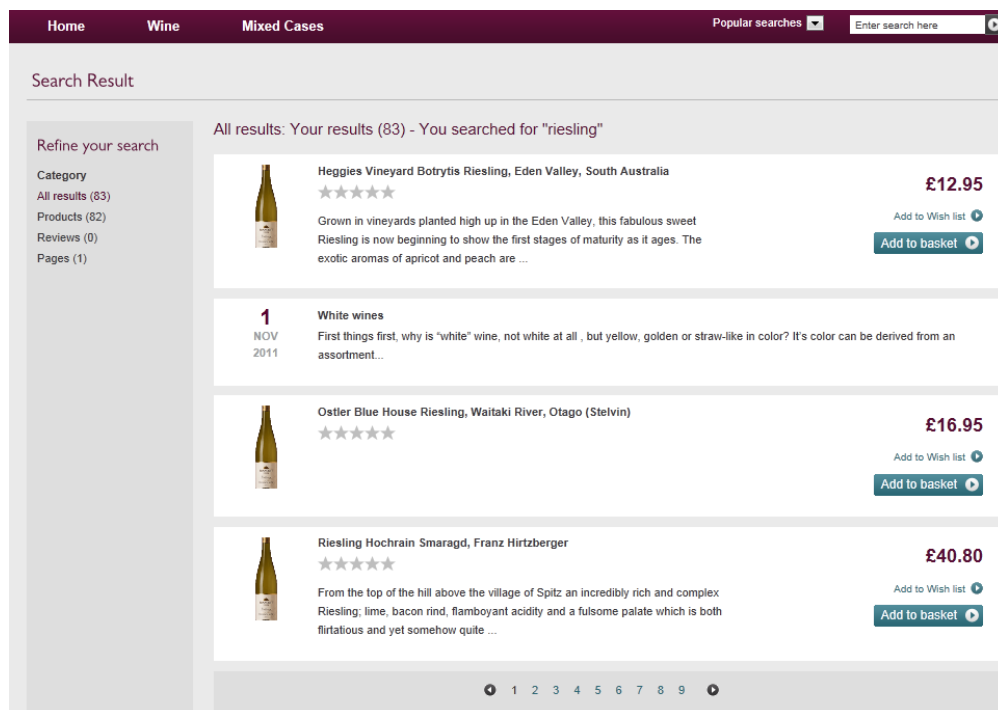 Home Wine Mixed Cases Popular searches Enter search here
Search Result
Refine your search
Category
All results (83)
Products (82)
Reviews (0)
Pages (1)
All results: Your results (83) - You searched for "riesling"
Heggies Vineyard Botrytis Riesling, Eden Valley, South Australia
£12.95
Grown in vineyards planted high up in the Eden Valley, this fabulous sweet
Riesling is now beginning to show the first stages of maturity as it ages. The
exotic aromas of apricot and peach are ...
Add to Wish list
Add to basket
1
NOV
2011
White wines
First things first, why is “white” wine, not white at all , but yellow, golden or straw-like in color? It’s color can be derived from an
assortment...
Ostler Blue House Riesling, Waitaki River, Otago (Stelvin)
£16.95
Add to Wish list
Add to basket
Riesling Hochrain Smaragd, Franz Hirtzberger
£40.80
From the top of the hill above the village of Spitz an incredibly rich and complex
Riesling; lime, bacon rind, flamboyant acidity and a fulsome palate which is both
flirtatious and yet somehow quite ...
Add to Wish list
Add to basket
1 2 3 4 5 6 7 8 9